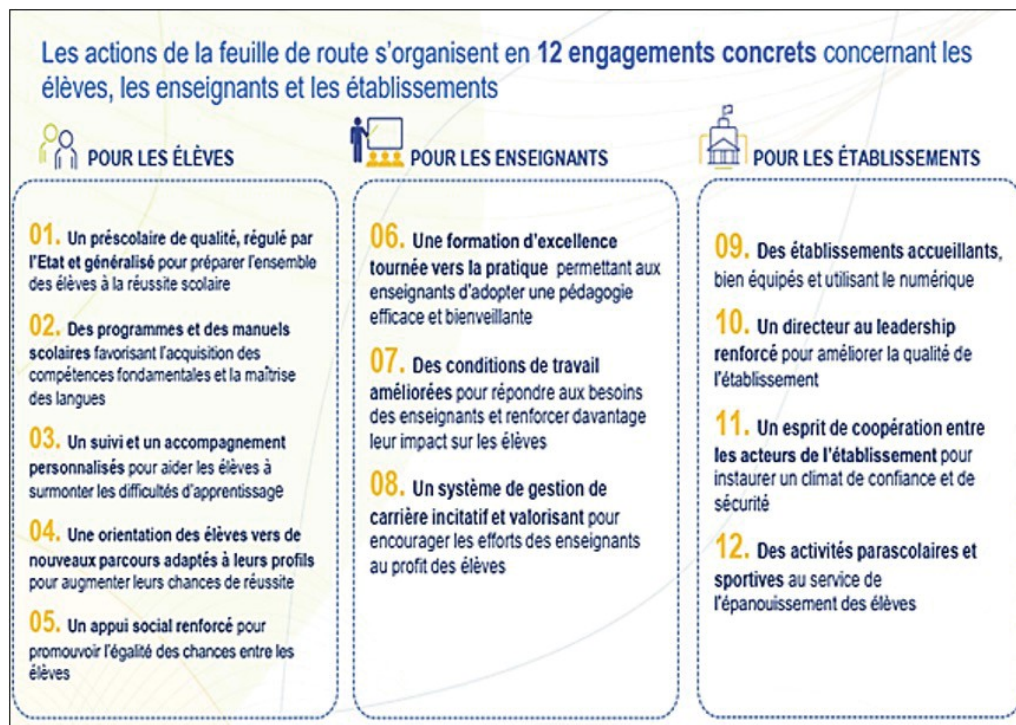 Les actions de la feuille de route s'organisent en 12 engagements concrets concernant les
élèves, les enseignants et les établissements
POUR LES ÉLÈVES
01. Un préscolaire de qualité, régulé par
l'Etat et généralisé pour préparer l'ensemble
des élèves à la réussite scolaire
02. Des programmes et des manuels
scolaires favorisant l'acquisition des
compétences fondamentales et la maîtrise
des langues
03. Un suivi et un accompagnement
personnalisés pour aider les élèves à
surmonter les difficultés d'apprentissage
04. Une orientation des élèves vers de
nouveaux parcours adaptés à leurs profils
pour augmenter leurs chances de réussite
05. Un appui social renforcé pour
promouvoir l'égalité des chances entre les
élèves
POUR LES ENSEIGNANTS
06. Une formation d'excellence
tournée vers la pratique permettant aux
enseignants d'adopter une pédagogie
efficace et bienveillante
07. Des conditions de travail
améliorées pour répondre aux besoins
des enseignants et renforcer davantage
leur impact sur les élèves
08. Un système de gestion de
carrière incitatif et valorisant pour
encourager les efforts des enseignants
au profit des élèves
POUR LES ÉTABLISSEMENTS
09. Des établissements accueillants,
bien équipés et utilisant le numérique
10. Un directeur au leadership
renforcé pour améliorer la qualité de
l'établissement
11. Un esprit de coopération entre
les acteurs de l'établissement pour
instaurer un climat de confiance et de
sécurité
12. Des activités parascolaires et
sportives au service de
l'épanouissement des élèves